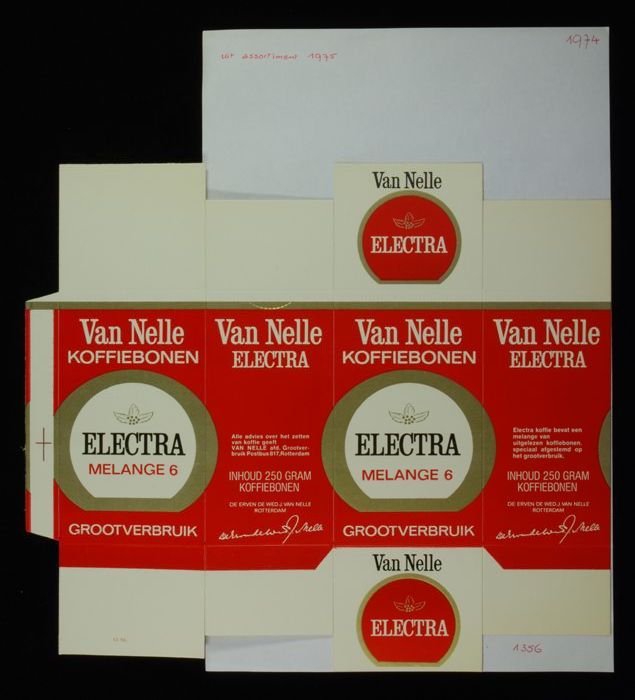 1974
uit assortiment 1975
Van Nelle
ELECTRA
Van Nelle
KOFFIEBONEN
ELECTRA
MELANGE 6
GROOTVERBRUIK
Van Nelle
ELECTRA
Alle advies over het zetten
van koffie geeft
VAN NELLE afd. Grootver-
bruik Postbus 817, Rotterdam
INHOUD 250 GRAM
KOFFIEBONEN
DE ERVEN DE WED. J. VAN NELLE
ROTTERDAM
Van Nelle
KOFFIEBONEN
ELECTRA
MELANGE 6
GROOTVERBRUIK
Van Nelle
ELECTRA
Electra koffie bevat een
melange van
uitgelezen koffiebonen.
speciaal afgestemd op
het grootverbruik.
INHOUD 250 GRAM
KOFFIEBONEN
DE ERVEN DE WED. J. VAN NELLE
ROTTERDAM
Van Nelle
ELECTRA
1356